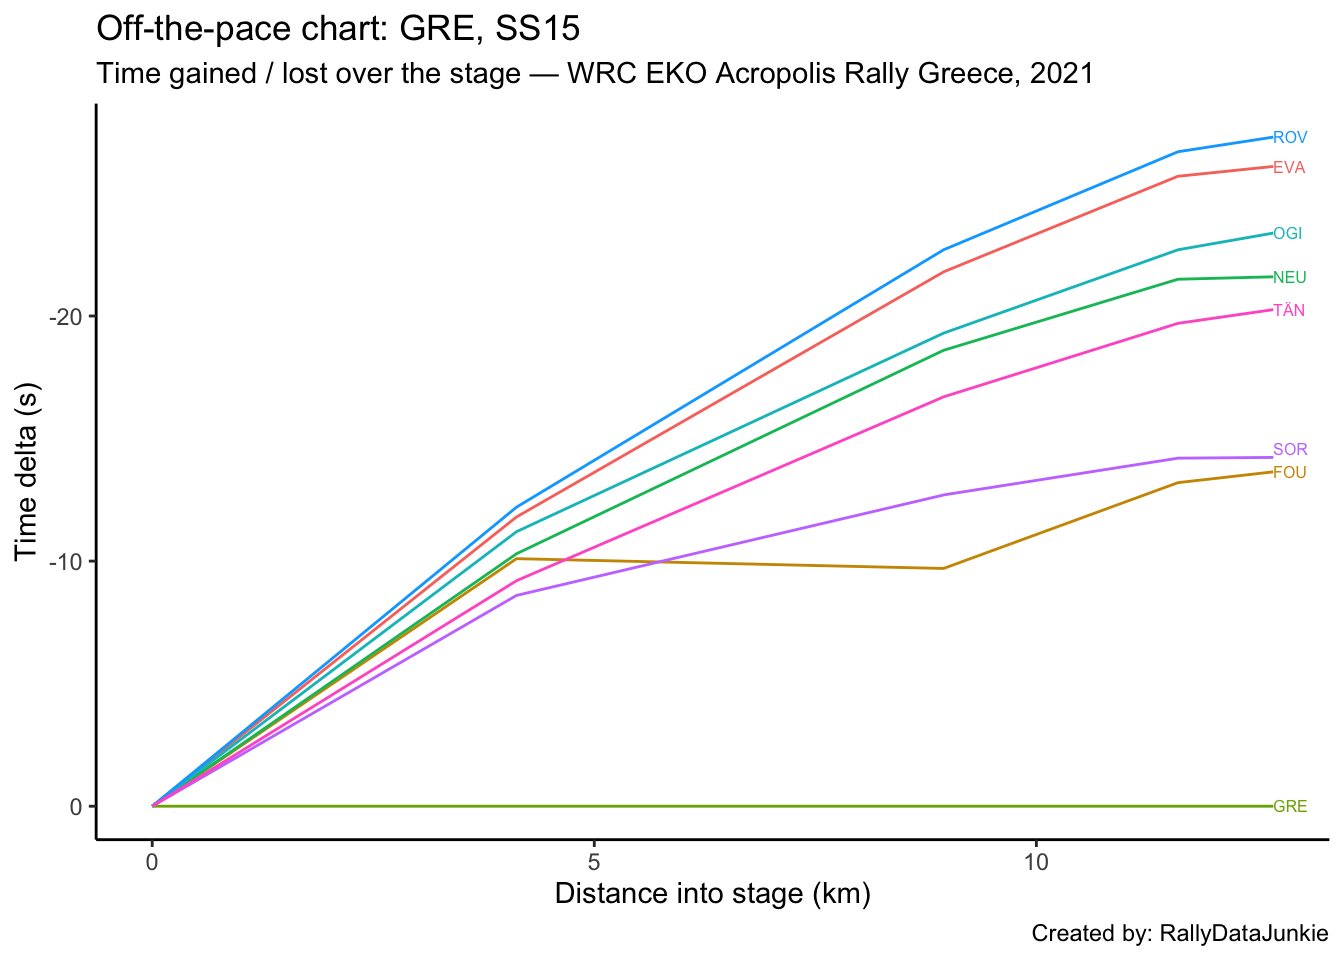 Off-the-pace chart: GRE, SS15
Time gained / lost over the stage — WRC EKO Acropolis Rally Greece, 2021
ROV
EVA
OGI
NEU
TÄN
SOR
FOU
GRE
-20
-10
0
Time delta (s)
0 5 10
Distance into stage (km)
Created by: RallyDataJunkie